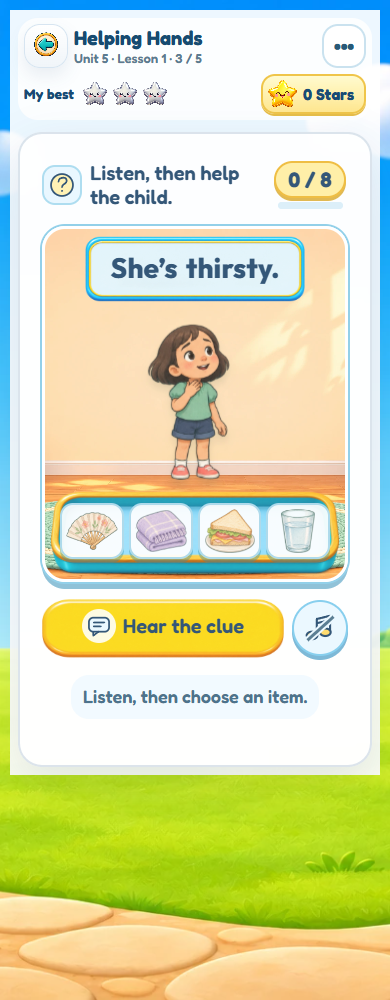 Helping Hands
Unit 5 · Lesson 1 · 3 / 5
My best
0 Stars
Listen, then help
the child.
0 / 8
She's thirsty.
Hear the clue
Listen, then choose an item.